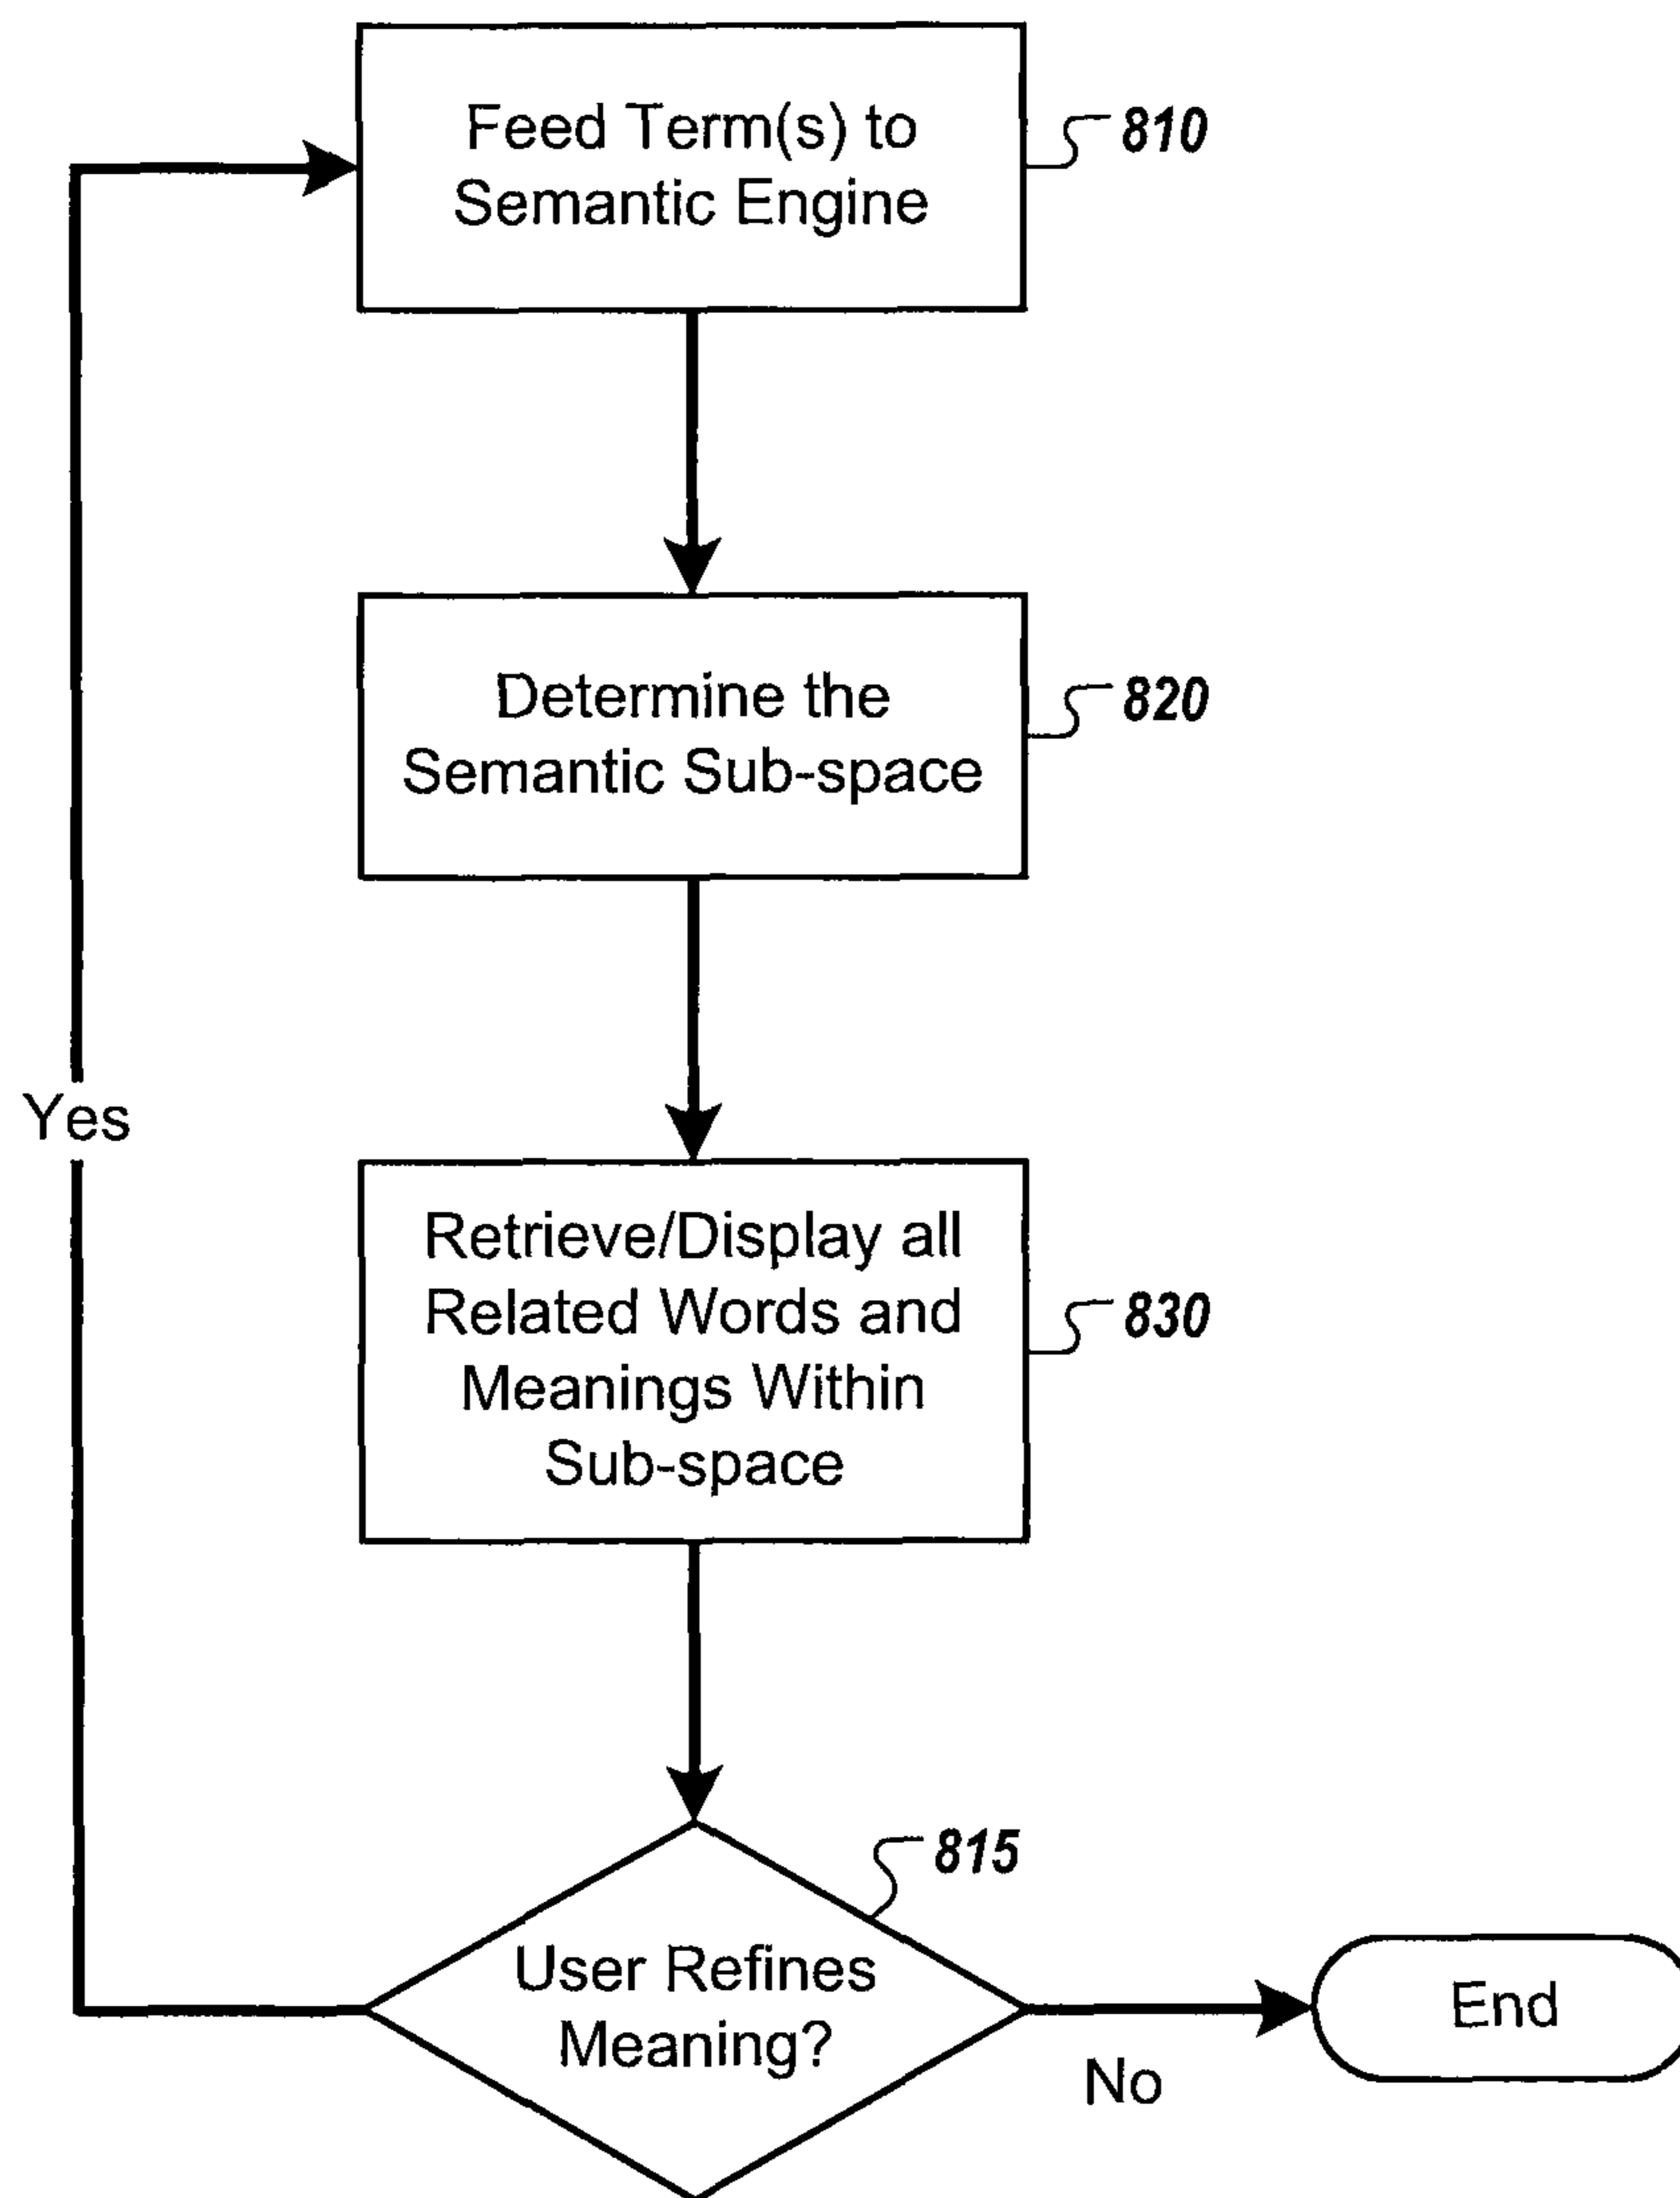 Feed Term(s) to
Semantic Engine
810
Determine the
Semantic Sub-space
820
Yes
Retrieve/Display all
Related Words and
Meanings Within
Sub-space
830
815
User Refines
Meaning?
No
End